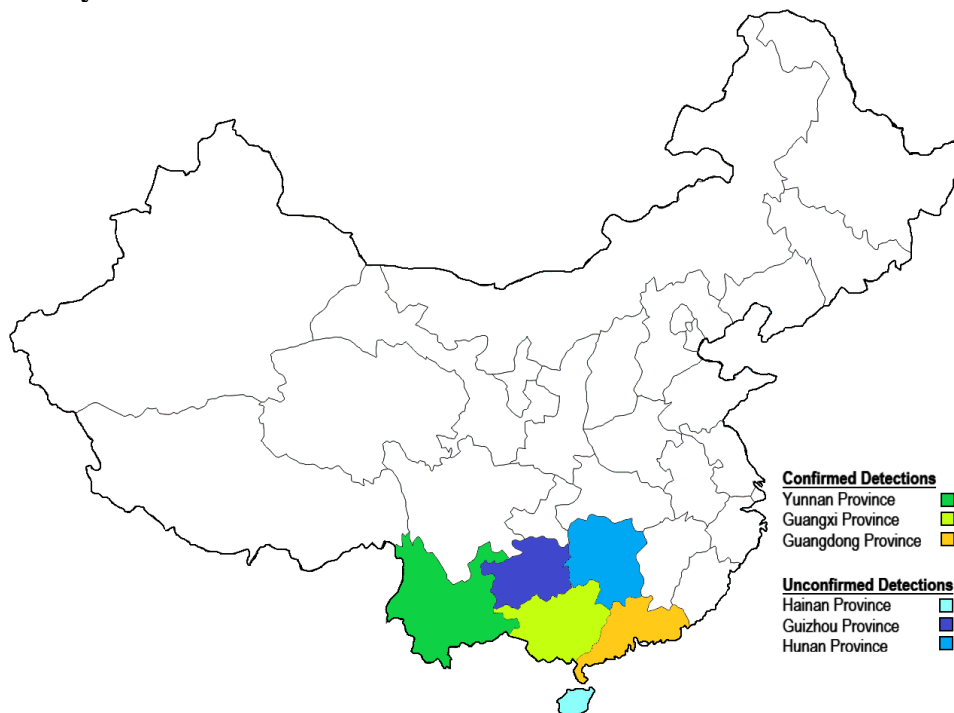 Confirmed Detections
Yunnan Province
Guangxi Province
Guangdong Province
Unconfirmed Detections
Hainan Province
Guizhou Province
Hunan Province